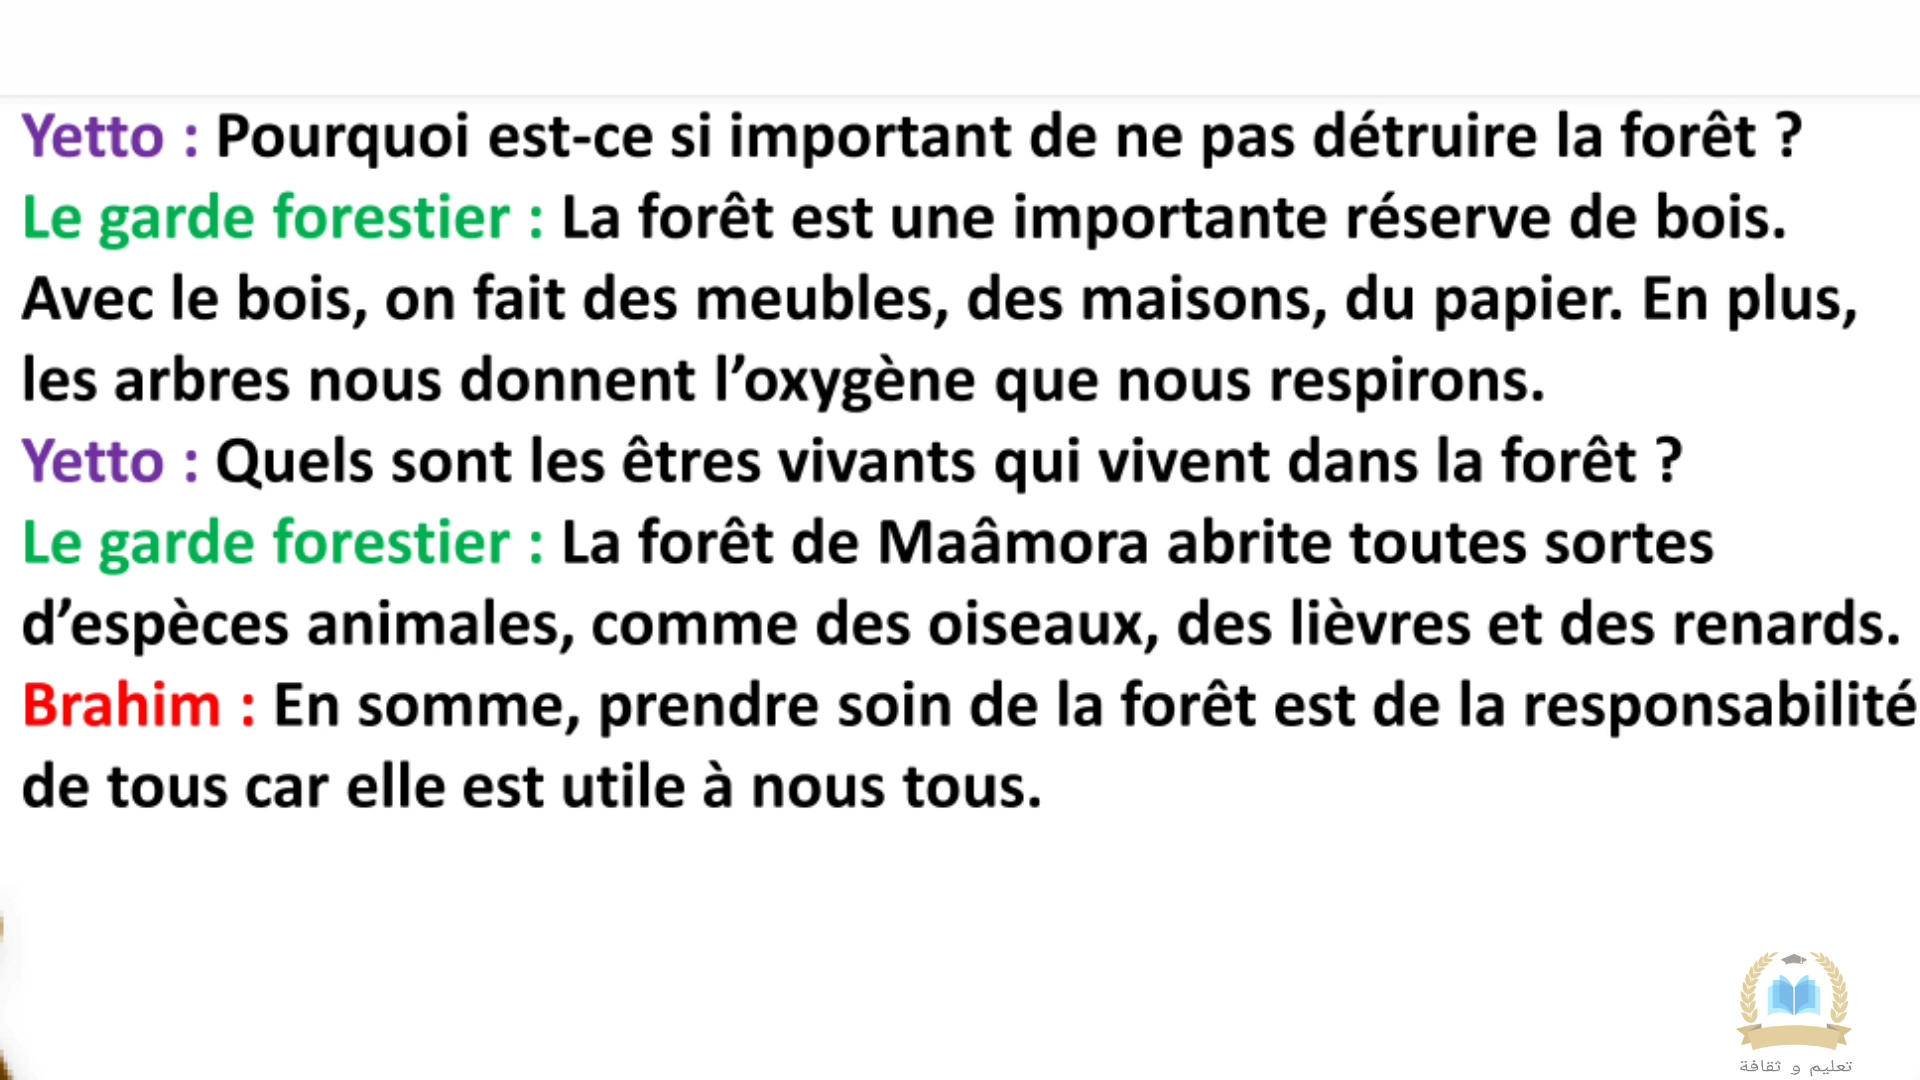 Yetto : Pourquoi est-ce si important de ne pas détruire la forêt ?
Le garde forestier : La forêt est une importante réserve de bois.
Avec le bois, on fait des meubles, des maisons, du papier. En plus,
les arbres nous donnent l’oxygène que nous respirons.
Yetto : Quels sont les êtres vivants qui vivent dans la forêt ?
Le garde forestier : La forêt de Maâmora abrite toutes sortes
d’espèces animales, comme des oiseaux, des lièvres et des renards.
Brahim : En somme, prendre soin de la forêt est de la responsabilité
de tous car elle est utile à nous tous.
تعليم و ثقافة